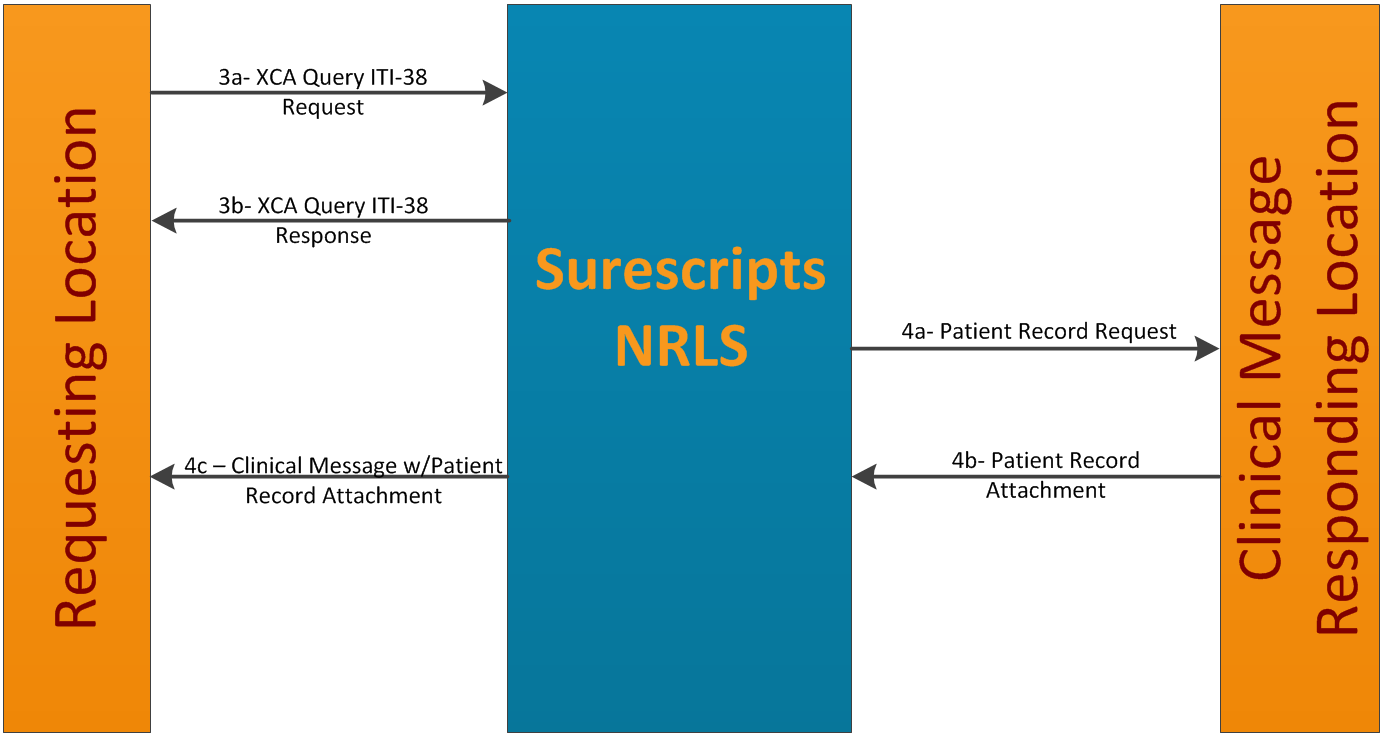 Requesting Location
3a- XCA Query ITI-38
Request
3b- XCA Query ITI-38
Response
Surescripts
NRLS
4a- Patient Record Request
4b- Patient Record
Attachment
4c – Clinical Message w/Patient
Record Attachment
Clinical Message
Responding Location